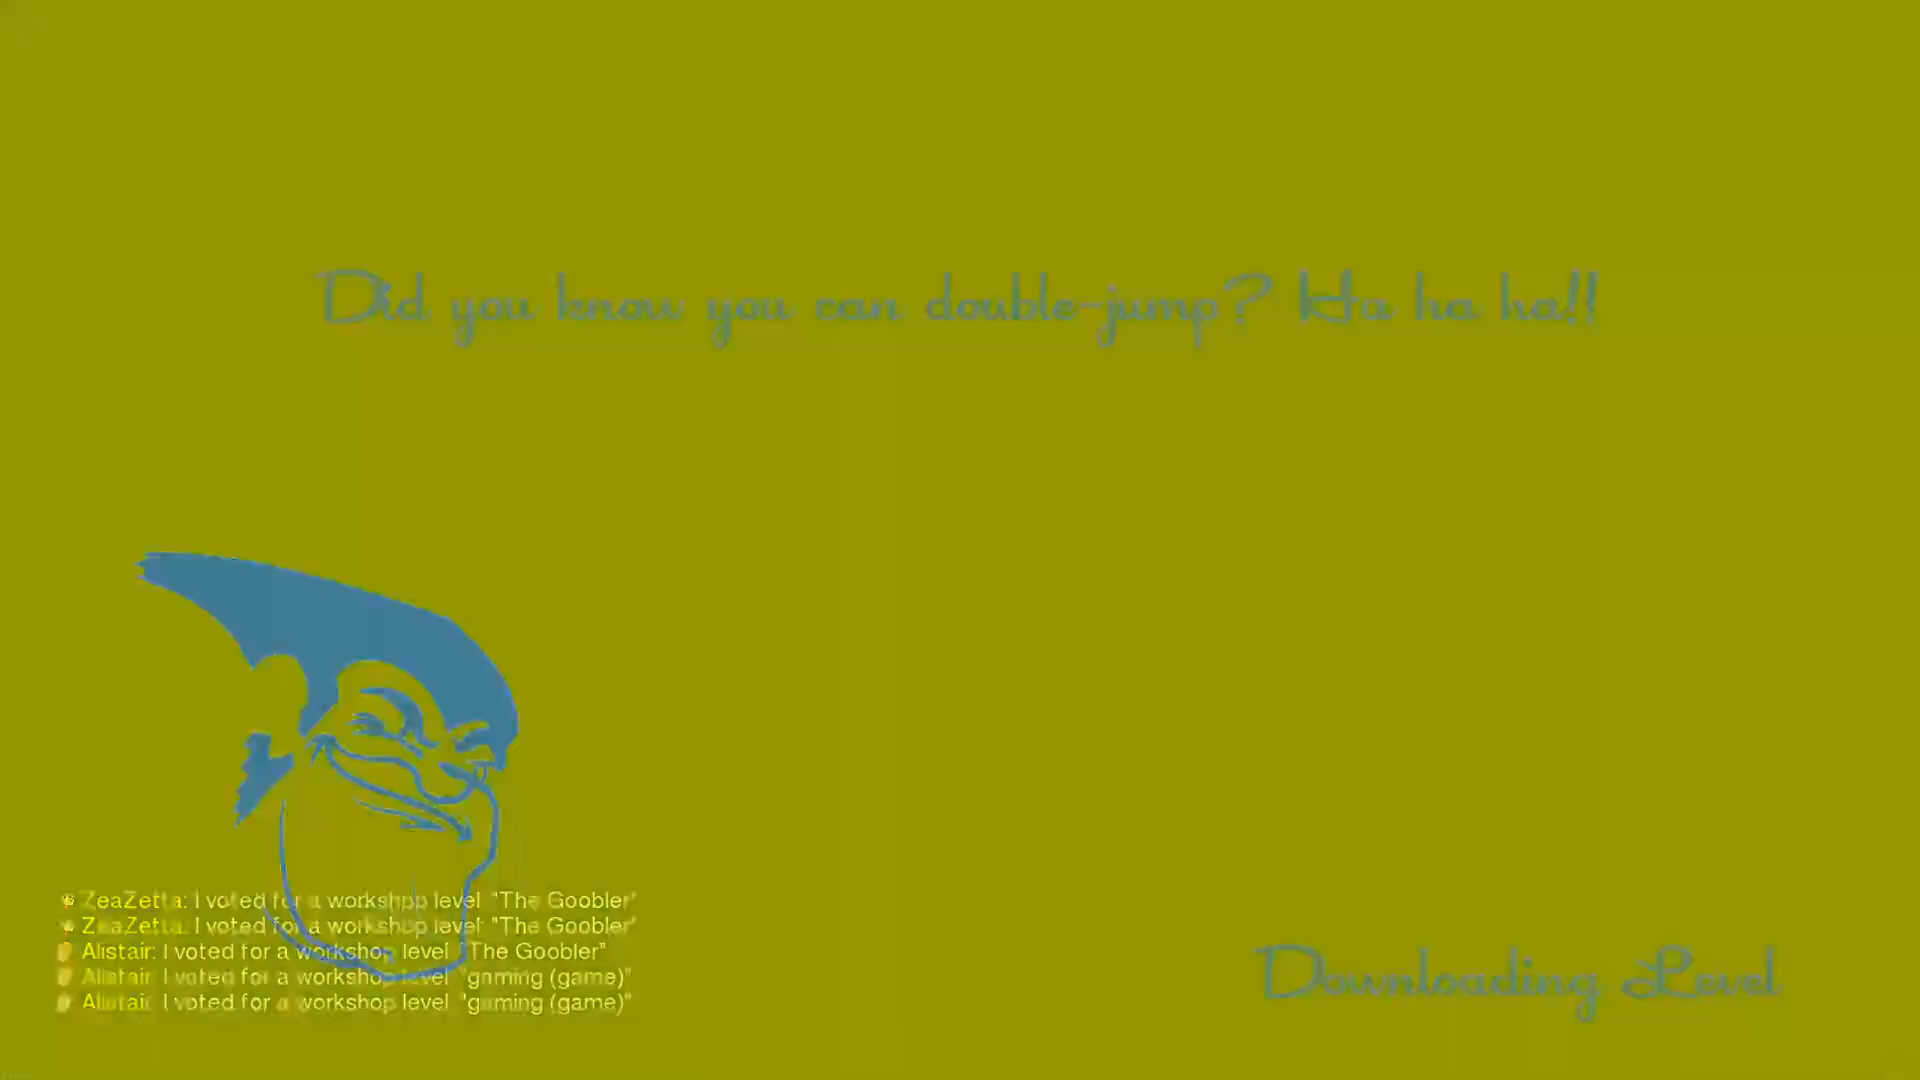 Did you know you can double-jump? Ha ha ha!!
ZeaZetta: I voted for a workshop level: "The Goobler"
ZeaZetta: I voted for a workshop level: "The Goobler"
Alistair: I voted for a workshop level: "The Goobler"
Alistair: I voted for a workshop level: "gaming (game)"
Alistair: I voted for a workshop level: "gaming (game)"
Downloading Level